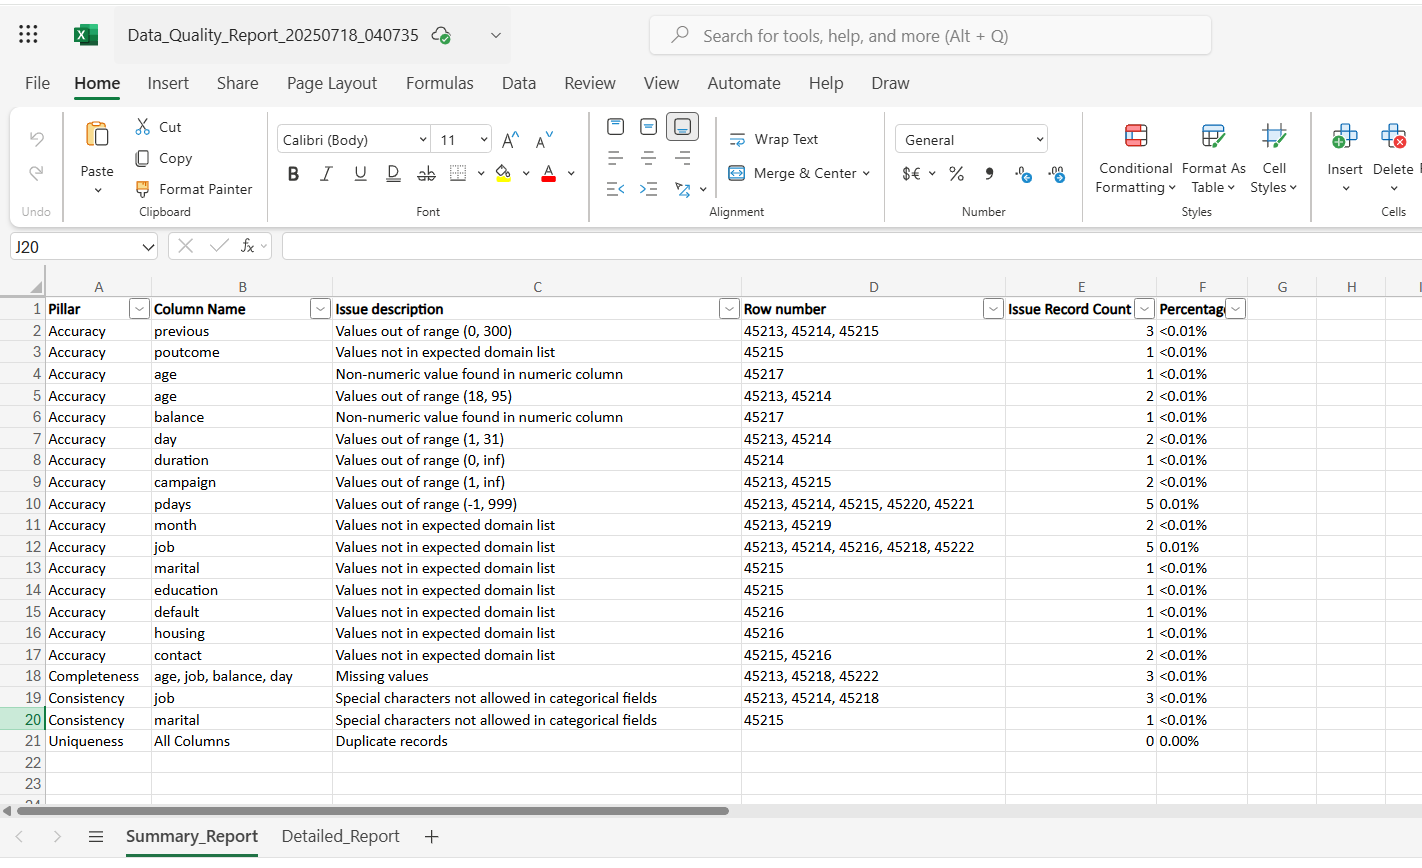 Data_Quality_Report_20250718_040735
Search for tools, help, and more (Alt + Q)
File Home Insert Share Page Layout Formulas Data Review View Automate Help Draw
Undo
Paste
Cut
Copy
Format Painter
Clipboard
Calibri (Body) 11
B I U D ab
A
Font
Wrap Text
Merge & Center
Alignment
General
$€ % 9 .00
Number
Conditional Formatting
Format As Table
Cell Styles
Styles
Insert
Delete
Cells
J20 fx
A B C D E F G H
1 Pillar Column Name Issue description Row number Issue Record Count Percentag
2 Accuracy previous Values out of range (0, 300) 45213, 45214, 45215 3 <0.01%
3 Accuracy poutcome Values not in expected domain list 45215 1 <0.01%
4 Accuracy age Non-numeric value found in numeric column 45217 1 <0.01%
5 Accuracy age Values out of range (18, 95) 45213, 45214 2 <0.01%
6 Accuracy balance Non-numeric value found in numeric column 45217 1 <0.01%
7 Accuracy day Values out of range (1, 31) 45213, 45214 2 <0.01%
8 Accuracy duration Values out of range (0, inf) 45214 1 <0.01%
9 Accuracy campaign Values out of range (1, inf) 45213, 45215 2 <0.01%
10 Accuracy pdays Values out of range (-1, 999) 45213, 45214, 45215, 45220, 45221 5 0.01%
11 Accuracy month Values not in expected domain list 45213, 45219 2 <0.01%
12 Accuracy job Values not in expected domain list 45213, 45214, 45216, 45218, 45222 5 0.01%
13 Accuracy marital Values not in expected domain list 45215 1 <0.01%
14 Accuracy education Values not in expected domain list 45215 1 <0.01%
15 Accuracy default Values not in expected domain list 45216 1 <0.01%
16 Accuracy housing Values not in expected domain list 45216 1 <0.01%
17 Accuracy contact Values not in expected domain list 45215, 45216 2 <0.01%
18 Completeness age, job, balance, day Missing values 45213, 45218, 45222 3 <0.01%
19 Consistency job Special characters not allowed in categorical fields 45213, 45214, 45218 3 <0.01%
20 Consistency marital Special characters not allowed in categorical fields 45215 1 <0.01%
21 Uniqueness All Columns Duplicate records 0 0.00%
22
23
Summary_Report Detailed_Report